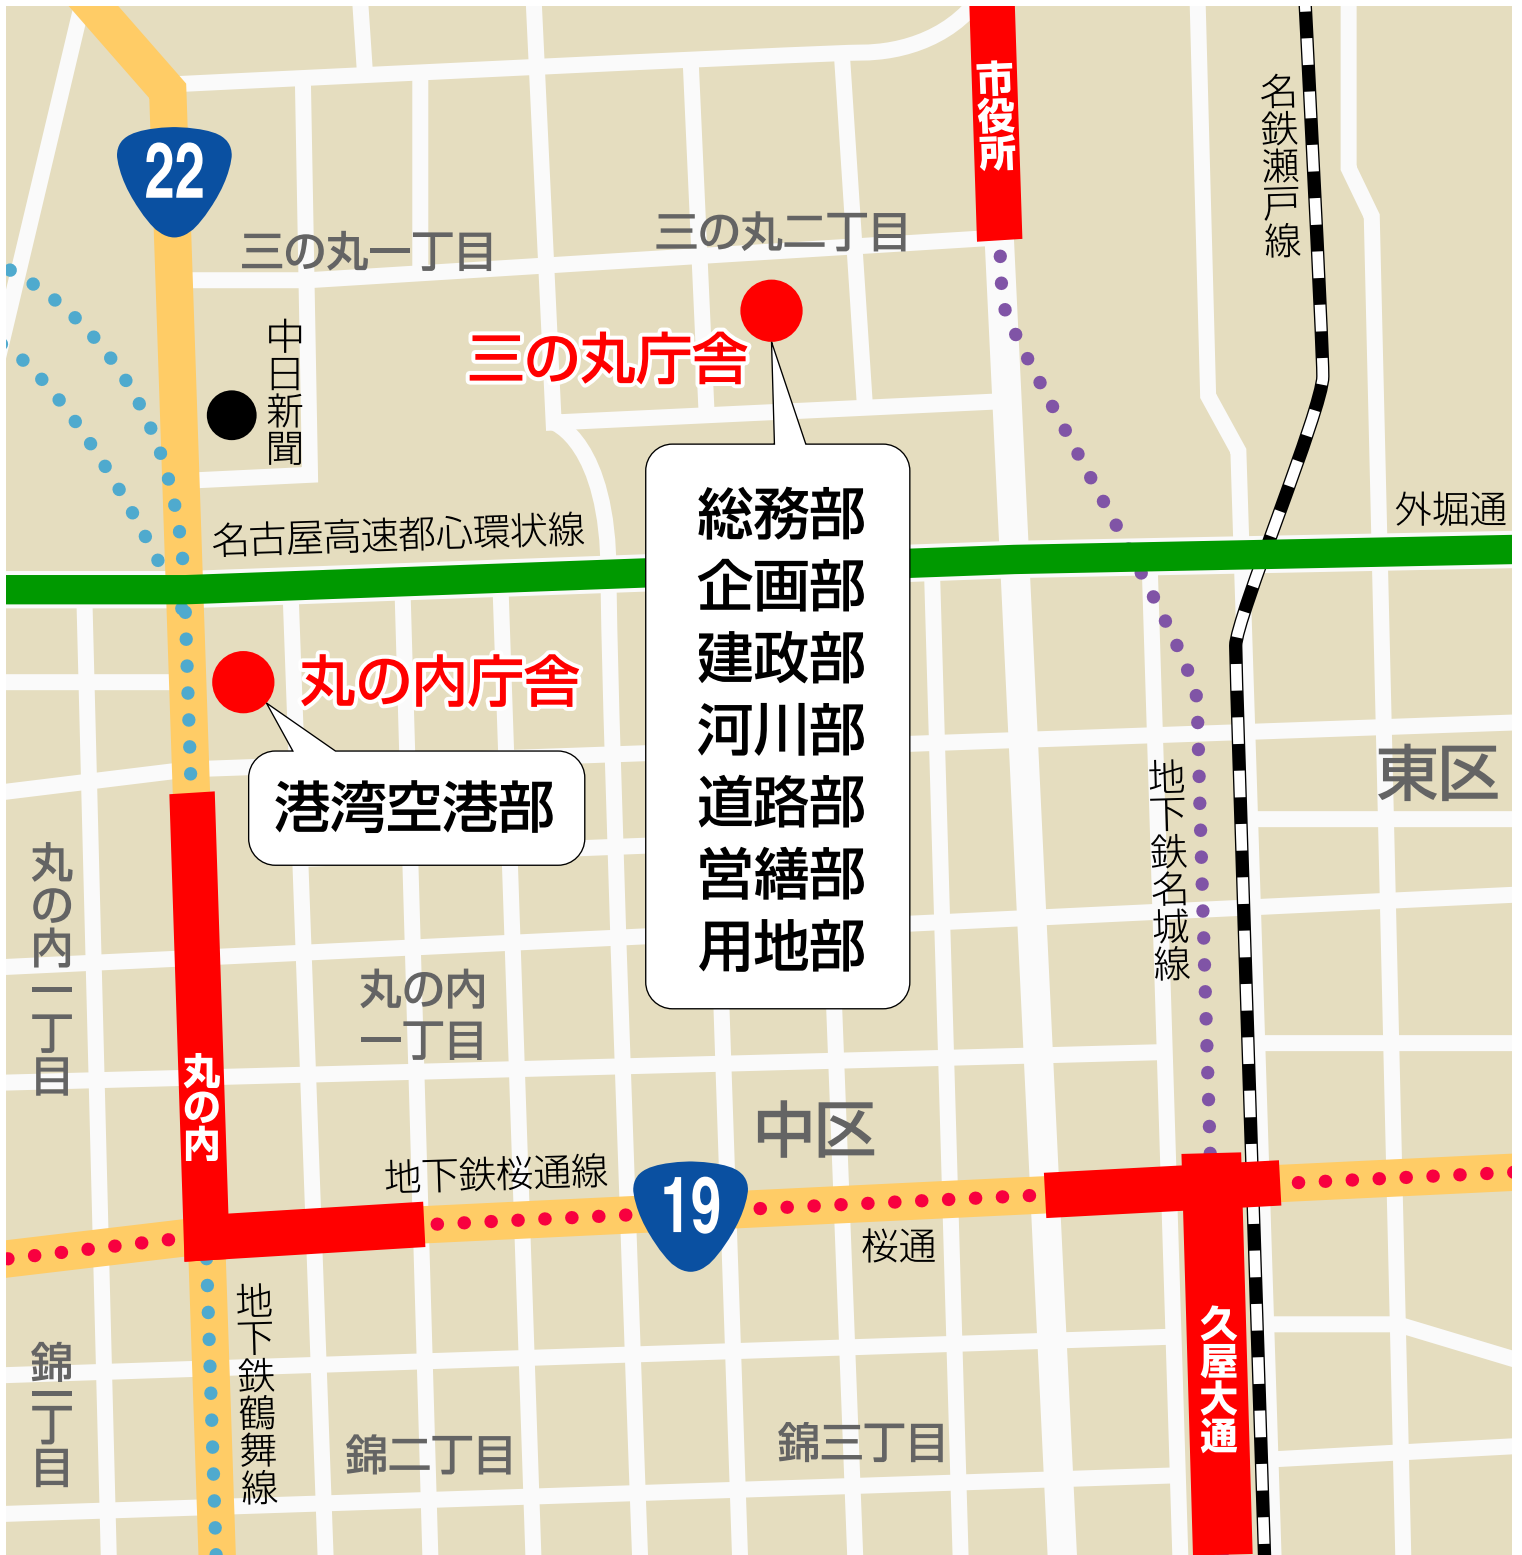 市役所
名鉄瀬戸線
22
三の丸一丁目
三の丸二丁目
中日新聞
三の丸庁舎
総務部
企画部
建政部
河川部
道路部
営繕部
用地部
名古屋高速都心環状線
外堀通
丸の内庁舎
港湾空港部
東区
地下鉄名城線
丸の内一丁目
丸の内
一丁目
丸の内
中区
地下鉄桜通線
19
桜通
地下鉄鶴舞線
久屋大通
錦一丁目
錦二丁目
錦三丁目